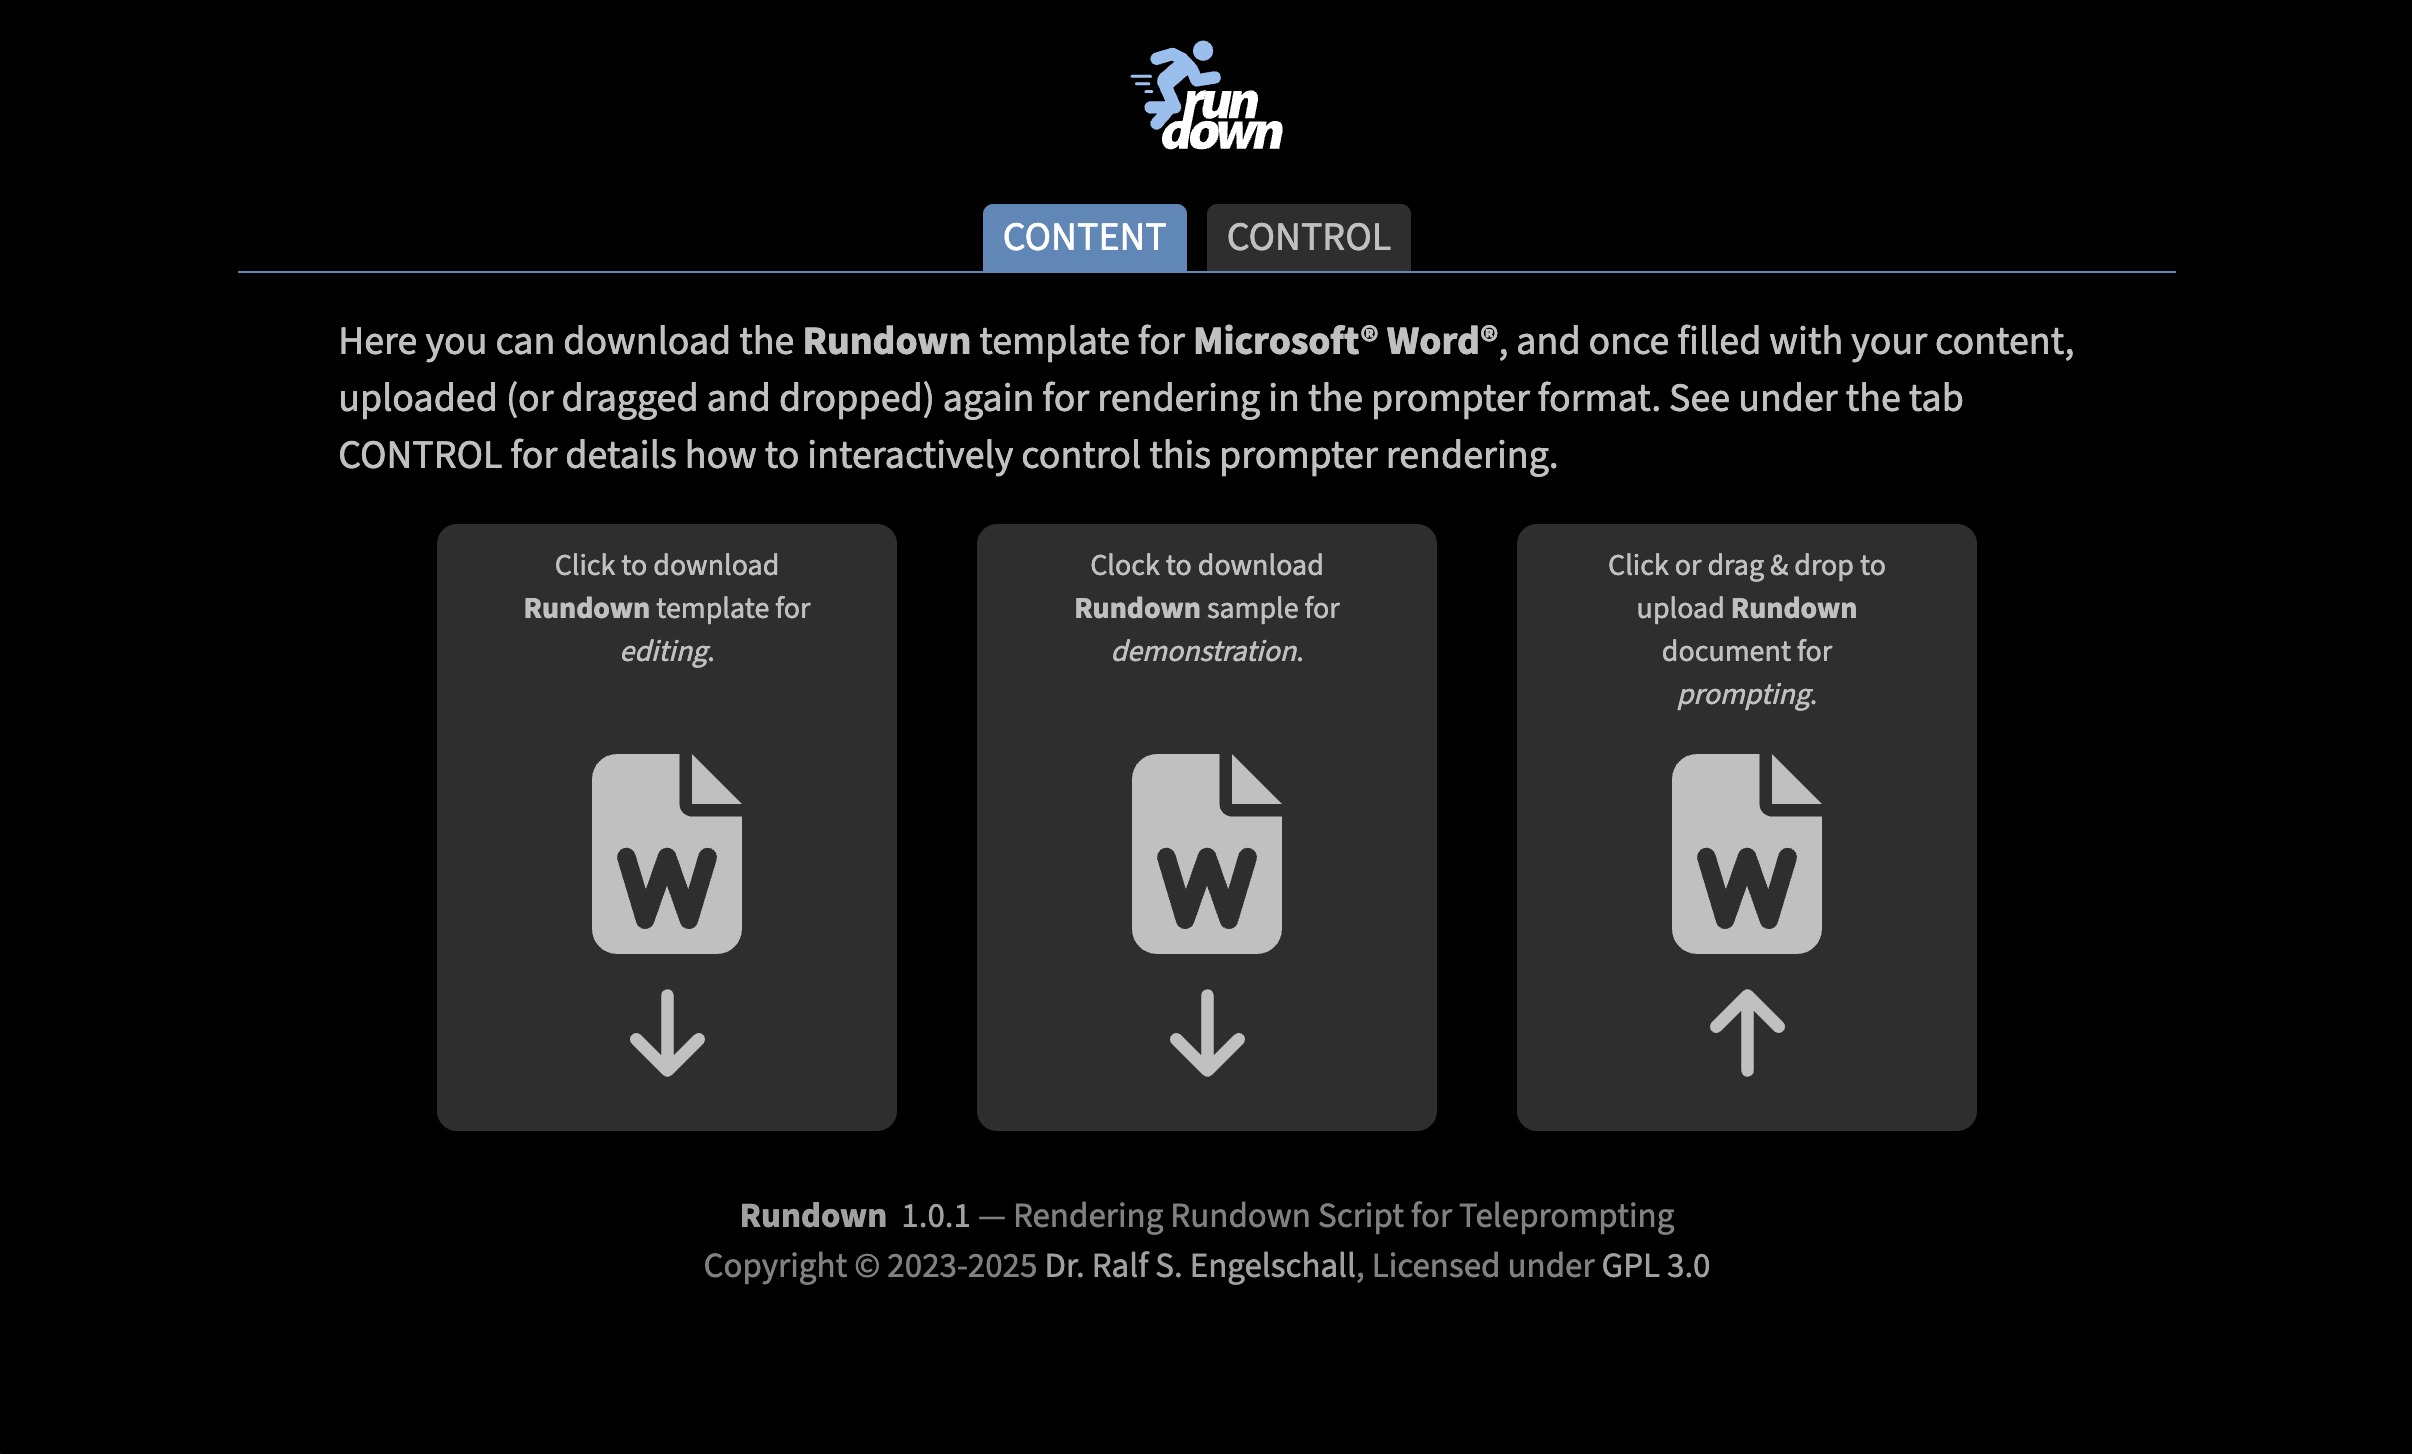 run
down
CONTENT CONTROL
Here you can download the Rundown template for Microsoft® Word®, and once filled with your content,
uploaded (or dragged and dropped) again for rendering in the prompter format. See under the tab
CONTROL for details how to interactively control this prompter rendering.
Click to download
Rundown template for
editing.
W
Clock to download
Rundown sample for
demonstration.
W
Click or drag & drop to
upload Rundown
document for
prompting.
W
Rundown 1.0.1 — Rendering Rundown Script for Teleprompting
Copyright © 2023-2025 Dr. Ralf S. Engelschall, Licensed under GPL 3.0